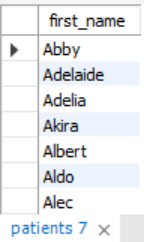 first_name
Abby
Adelaide
Adelia
Akira
Albert
Aldo
Alec
patients 7 ×